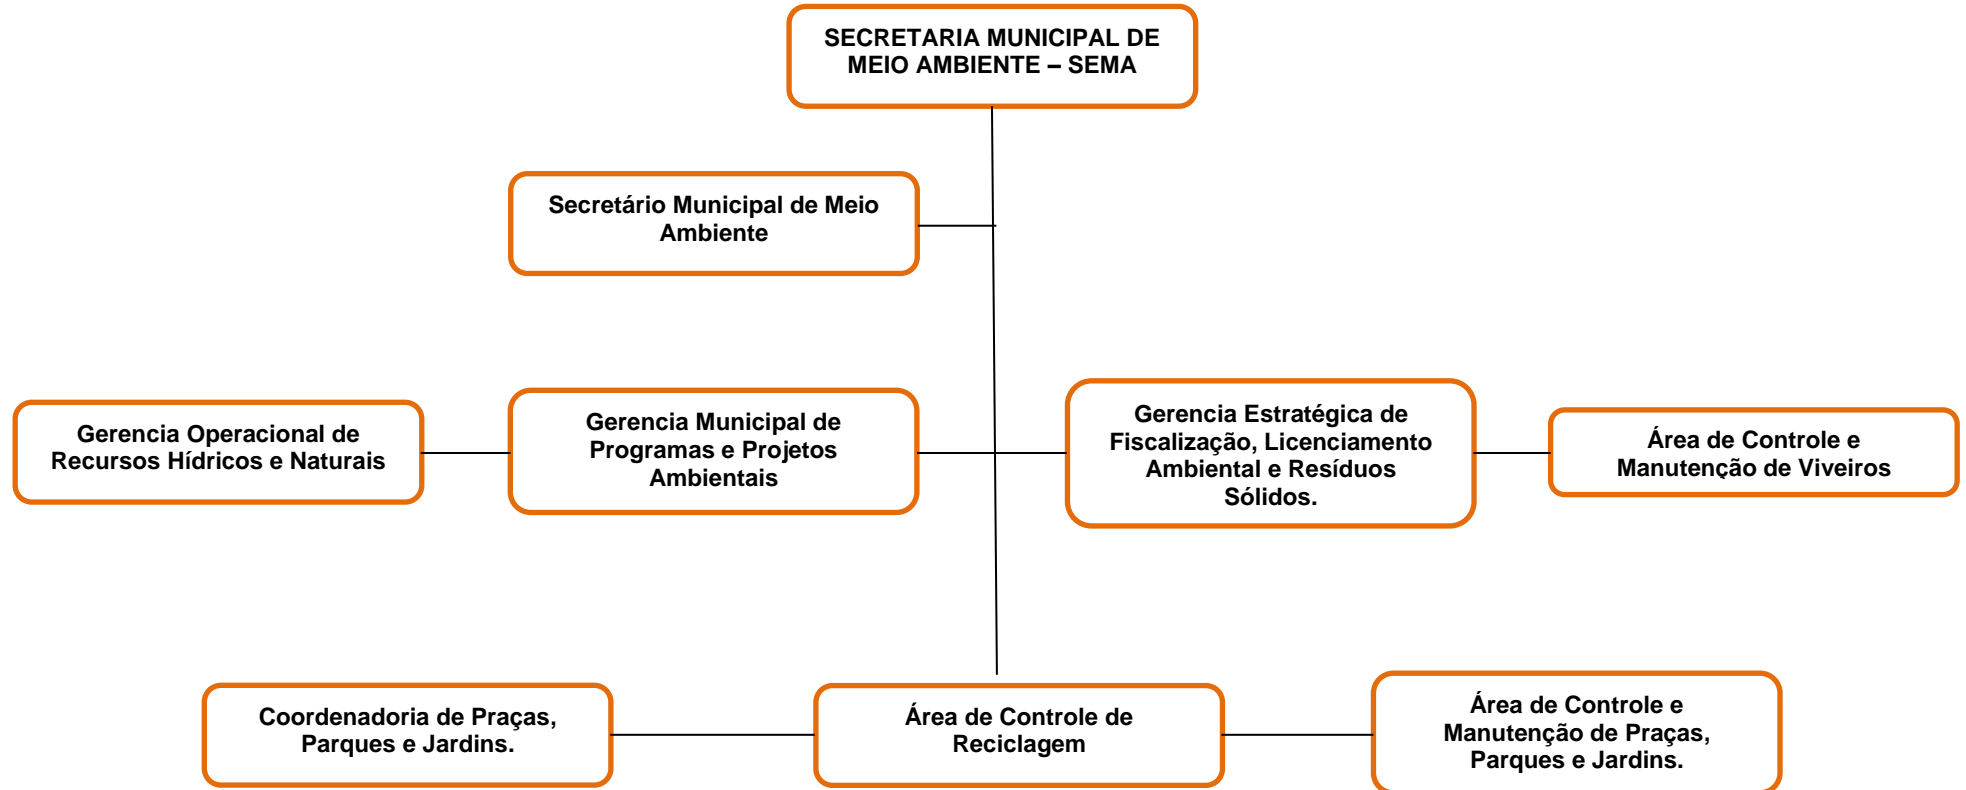 SECRETARIA MUNICIPAL DE
MEIO AMBIENTE – SEMA
Secretário Municipal de Meio
Ambiente
Gerencia Operacional de
Recursos Hídricos e Naturais
Gerencia Municipal de
Programas e Projetos
Ambientais
Gerencia Estratégica de
Fiscalização, Licenciamento
Ambiental e Resíduos
Sólidos.
Área de Controle e
Manutenção de Viveiros
Coordenadoria de Praças,
Parques e Jardins.
Área de Controle de
Reciclagem
Área de Controle e
Manutenção de Praças,
Parques e Jardins.